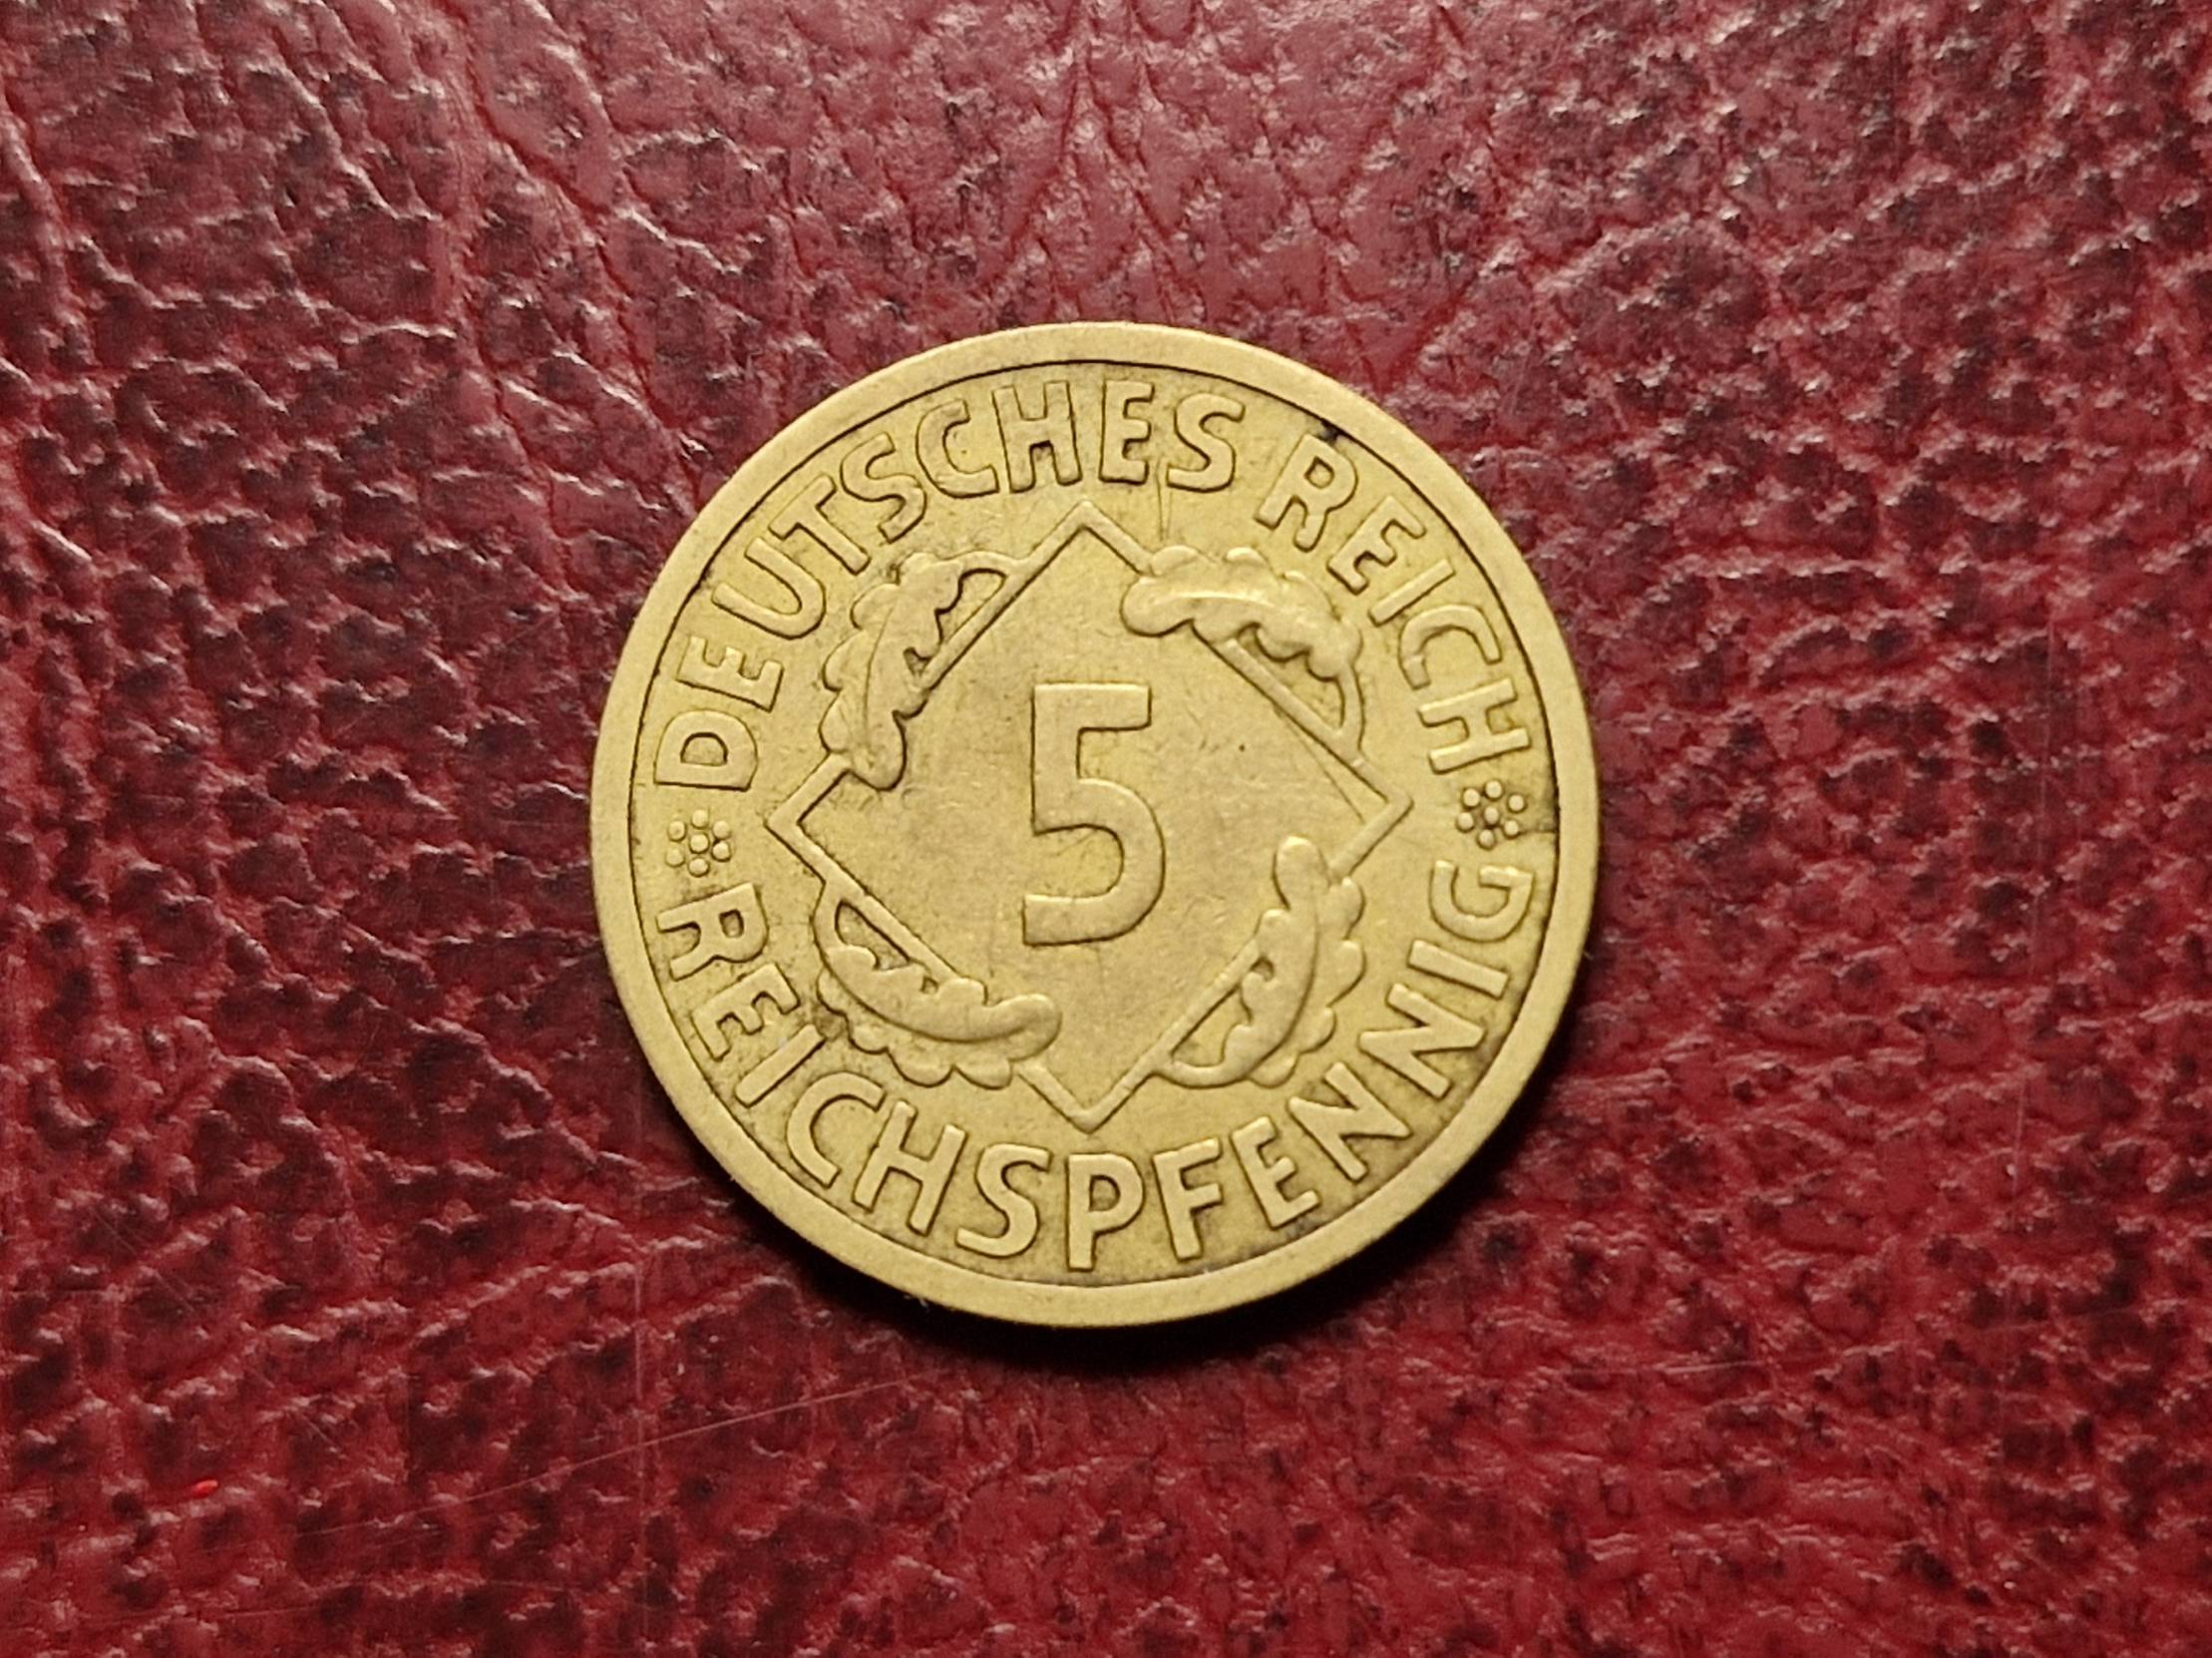 DEUTSCHES REICH
5
REICHSPFENNIG